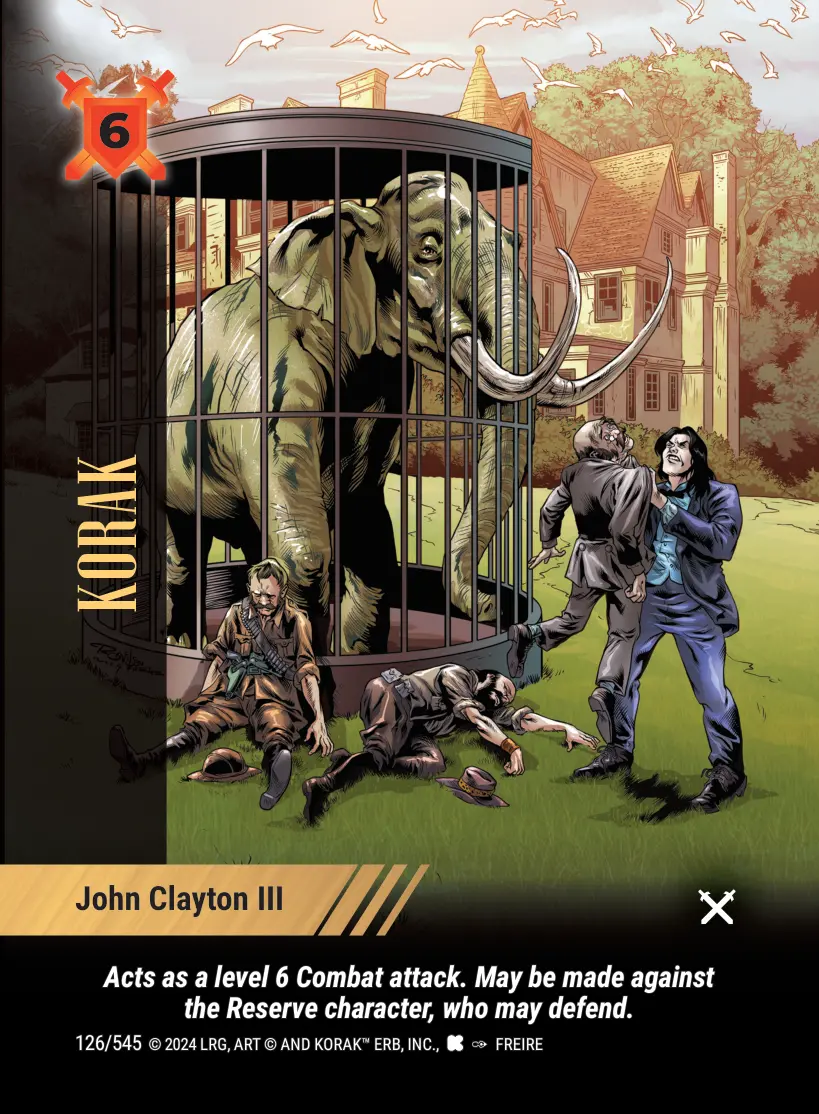 6
KORAK
John Clayton III
Acts as a level 6 Combat attack. May be made against
the Reserve character, who may defend.
126/545 © 2024 LRG, ART © AND KORAK™ ERB, INC., FREIRE